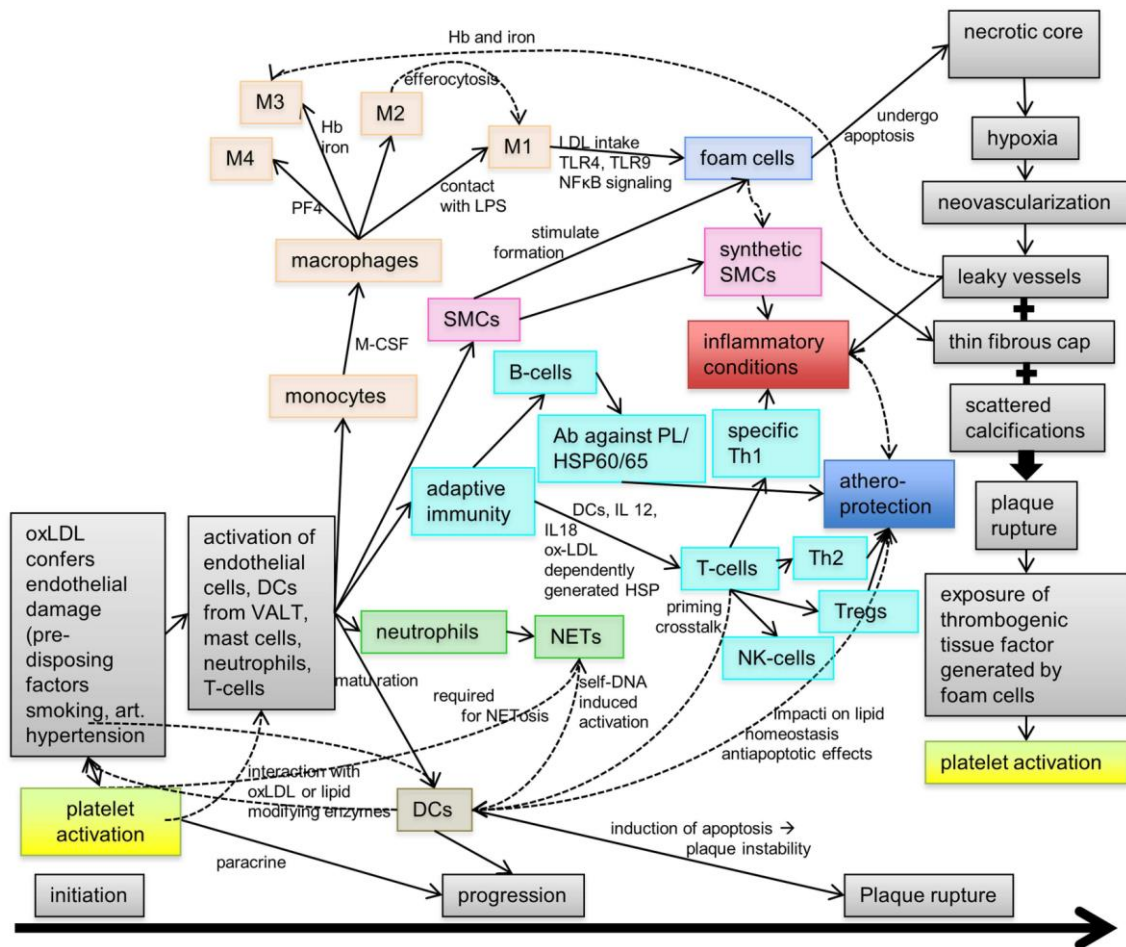 Hb and iron
necrotic core
M3
M2
efferocytosis
M4
Hb
iron
M1
LDL intake
TLR4, TLR9
NFκB signaling
foam cells
undergo
apoptosis
hypoxia
PF4
contact
with LPS
neovascularization
macrophages
stimulate
formation
synthetic
SMCs
leaky vessels
SMCs
M-CSF
inflammatory
conditions
thin fibrous cap
monocytes
B-cells
scattered
calcifications
Ab against PL/
HSP60/65
specific
Th1
adaptive
immunity
athero-
protection
plaque
rupture
DCs, IL 12,
IL18
ox-LDL
dependently
generated HSP
T-cells
Th2
Tregs
NK-cells
priming
crosstalk
oxLDL
confers
endothelial
damage
(pre-
disposing
factors
smoking, art.
hypertension)
activation of
endothelial
cells, DCs
from VALT,
mast cells,
neutrophils,
T-cells
neutrophils
NETs
maturation
required
for NETosis
self-DNA
induced
activation
exposure of
thrombogenic
tissue factor
generated by
foam cells
Impacti on lipid
homeostasis
antiapoptotic effects
platelet activation
interaction with
oxLDL or lipid
modifying enzymes
platelet
activation
DCs
induction of apoptosis →
plaque instability
paracrine
initiation
progression
Plaque rupture